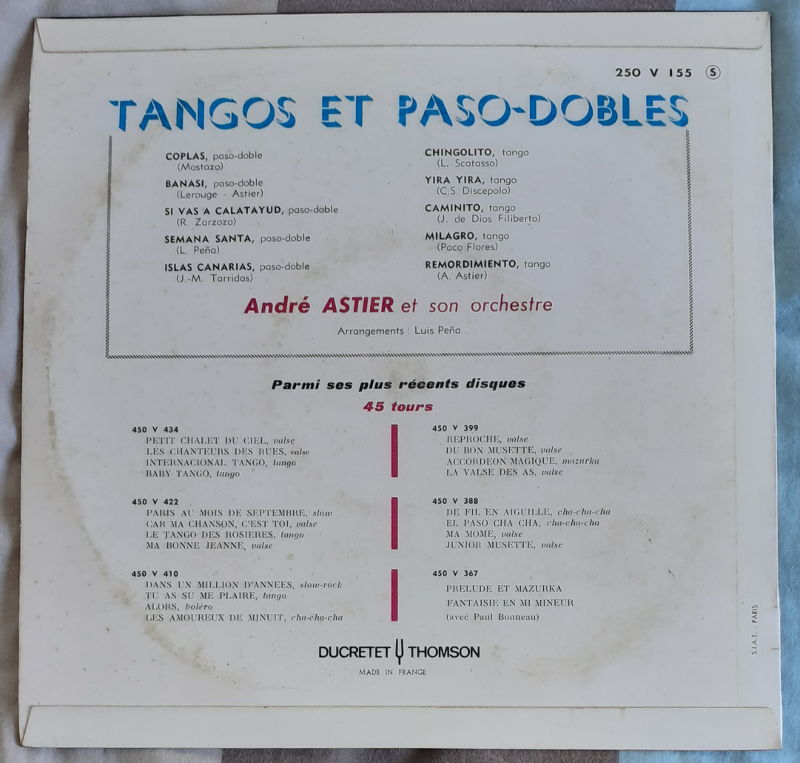 250 V 155 Ⓢ
TANGOS ET PASO-DOBLES
COPLAS, paso-doble
(Mostazo)
BANASI, paso-doble
(Lerouge - Astier)
SI VAS A CALATAYUD, paso-doble
(R. Zarzozo)
SEMANA SANTA, paso-doble
(L. Peña)
ISLAS CANARIAS, paso-doble
(J.-M. Tarridas)
CHINGOLITO, tango
(L. Scatasso)
YIRA YIRA, tango
(C.S. Discepolo)
CAMINITO, tango
(J. de Dios Filiberto)
MILAGRO, tango
(Paco Flores)
REMORDIMIENTO, tango
(A. Astier)
André ASTIER et son orchestre
Arrangements : Luis Peña
Parmi ses plus récents disques
45 tours
450 V 434
PETIT CHALET DU CIEL, valse
LES CHANTEURS DES RUES, valse
INTERNACIONAL TANGO, tango
BABY TANGO, tango
450 V 422
PARIS AU MOIS DE SEPTEMBRE, slow
CAR MA CHANSON, C'EST TOI, valse
LE TANGO DES ROSIERES, tango
MA BONNE JEANNE, valse
450 V 410
DANS UN MILLION D'ANNEES, slow-rock
TU AS SU ME PLAIRE, tango
ALORS, boléro
LES AMOUREUX DE MINUIT, cha-cha-cha
450 V 399
REPROCHE, valse
DU BON MUSETTE, valse
ACCORDEON MAGIQUE, mazurka
LA VALSE DES AS, valse
450 V 388
DE FIL EN AIGUILLE, cha-cha-cha
EL PASO CHA CHA, cha-cha-cha
MA MOME, valse
JUNIOR MUSETTE, valse
450 V 367
PRELUDE ET MAZURKA
FANTAISIE EN MI MINEUR
(avec Paul Bonneau)
DUCRETET THOMSON
MADE IN FRANCE
S.I.A.T. - PARIS